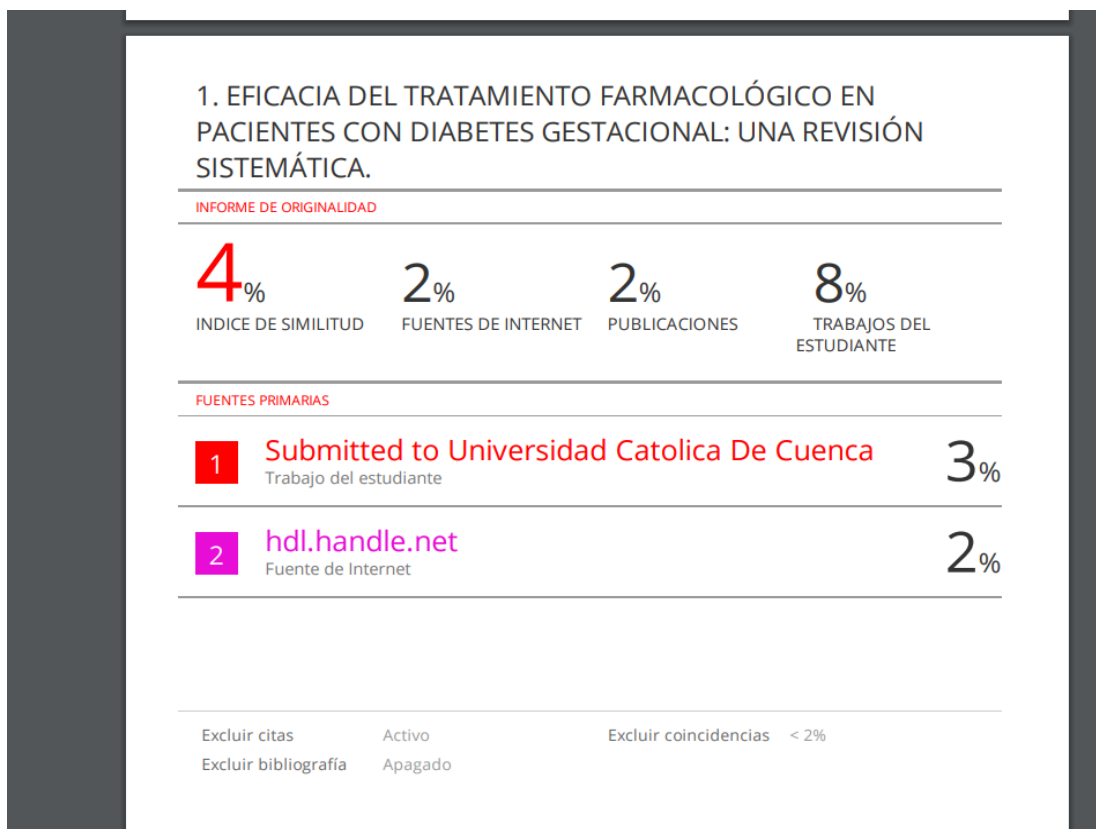 1. EFICACIA DEL TRATAMIENTO FARMACOLÓGICO EN
PACIENTES CON DIABETES GESTACIONAL: UNA REVISIÓN
SISTEMÁTICA.
INFORME DE ORIGINALIDAD
4%
INDICE DE SIMILITUD
2%
FUENTES DE INTERNET
2%
PUBLICACIONES
8%
TRABAJOS DEL
ESTUDIANTE
FUENTES PRIMARIAS
1
Submitted to Universidad Catolica De Cuenca
Trabajo del estudiante
3%
2
hdl.handle.net
Fuente de Internet
2%
Excluir citas Activo
Excluir coincidencias < 2%
Excluir bibliografía Apagado